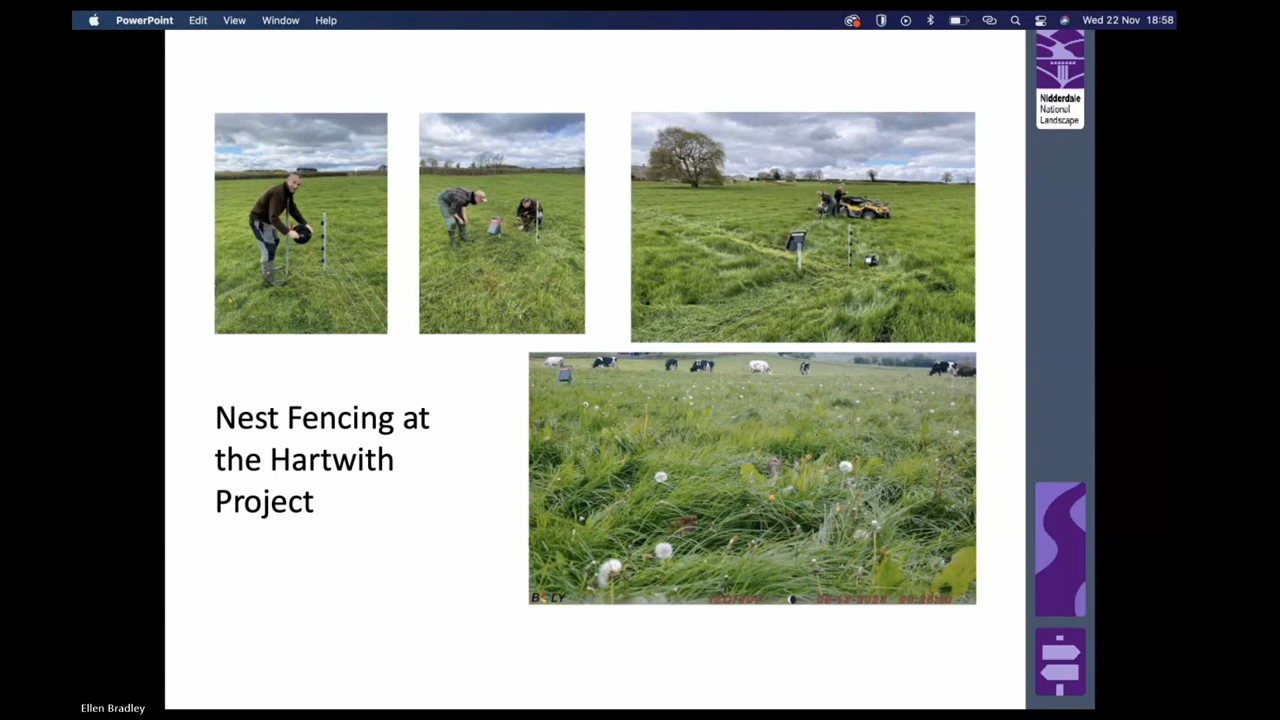 PowerPoint Edit View Window Help
Wed 22 Nov 18:58
Nidderdale
National
Landscape
Nest Fencing at
the Hartwith
Project
Ellen Bradley